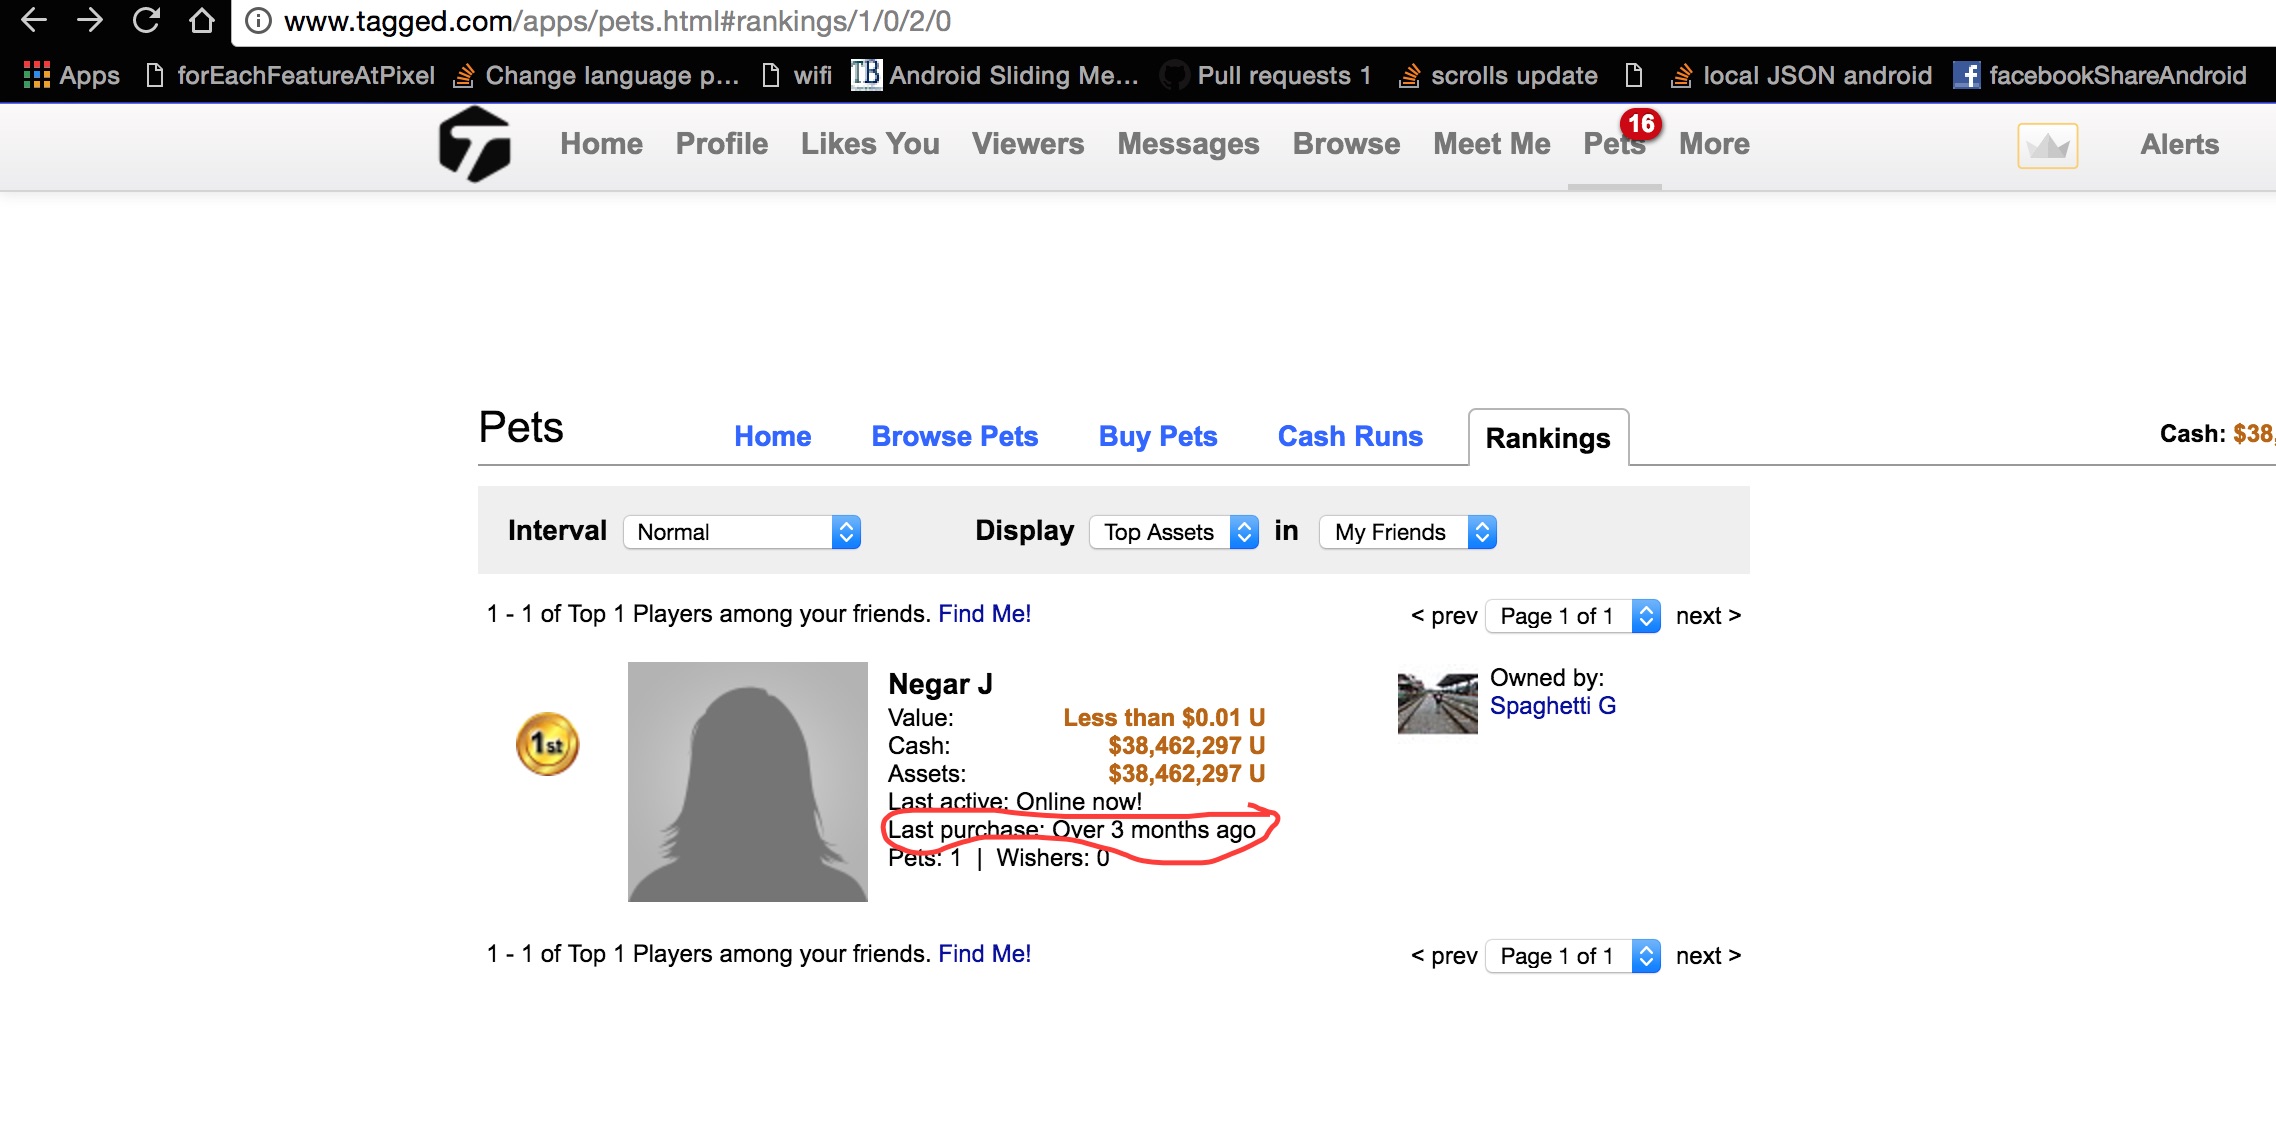 www.tagged.com/apps/pets.html#rankings/1/0/2/0
Apps forEachFeatureAtPixel Change language p... wifi TB Android Sliding Me... Pull requests 1 scrolls update local JSON android f facebookShareAndroid
Home Profile Likes You Viewers Messages Browse Meet Me Pets 16 More Alerts
Pets Home Browse Pets Buy Pets Cash Runs Rankings Cash: $38,
Interval Normal Display Top Assets in My Friends
1 - 1 of Top 1 Players among your friends. Find Me! < prev Page 1 of 1 next >
1st
Negar J
Value: Less than $0.01 U
Cash: $38,462,297 U
Assets: $38,462,297 U
Last active: Online now!
Last purchase: Over 3 months ago
Pets: 1 | Wishers: 0
Owned by:
Spaghetti G
1 - 1 of Top 1 Players among your friends. Find Me! < prev Page 1 of 1 next >